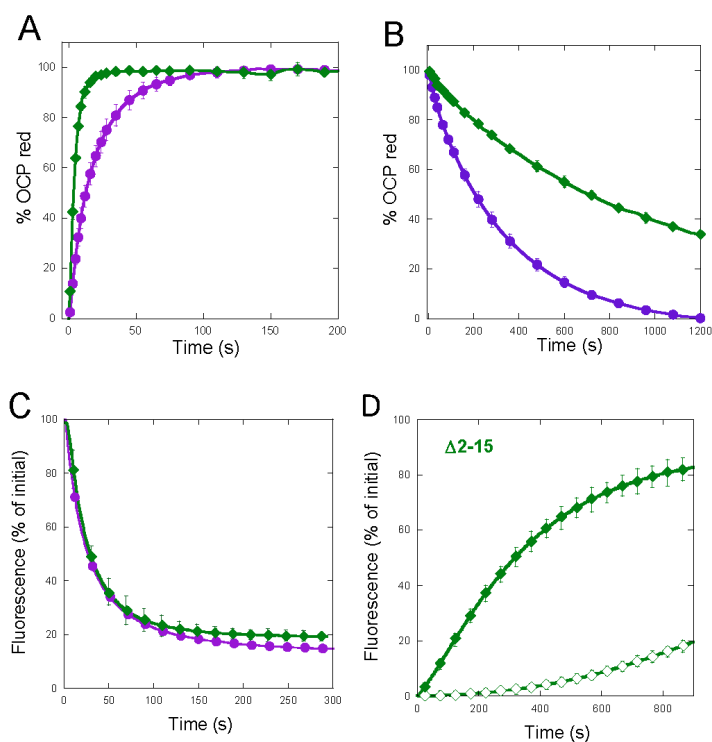 A
100
80
60
40
20
0
% OCP red
0 50 100 150 200
Time (s)
B
100
80
60
40
20
0
% OCP red
0 200 400 600 800 1000 1200
Time (s)
C
100
80
60
40
20
0
Fluorescence (% of initial)
0 50 100 150 200 250 300
Time (s)
D
Δ2-15
100
80
60
40
20
0
Fluorescence (% of initial)
0 200 400 600 800
Time (s)